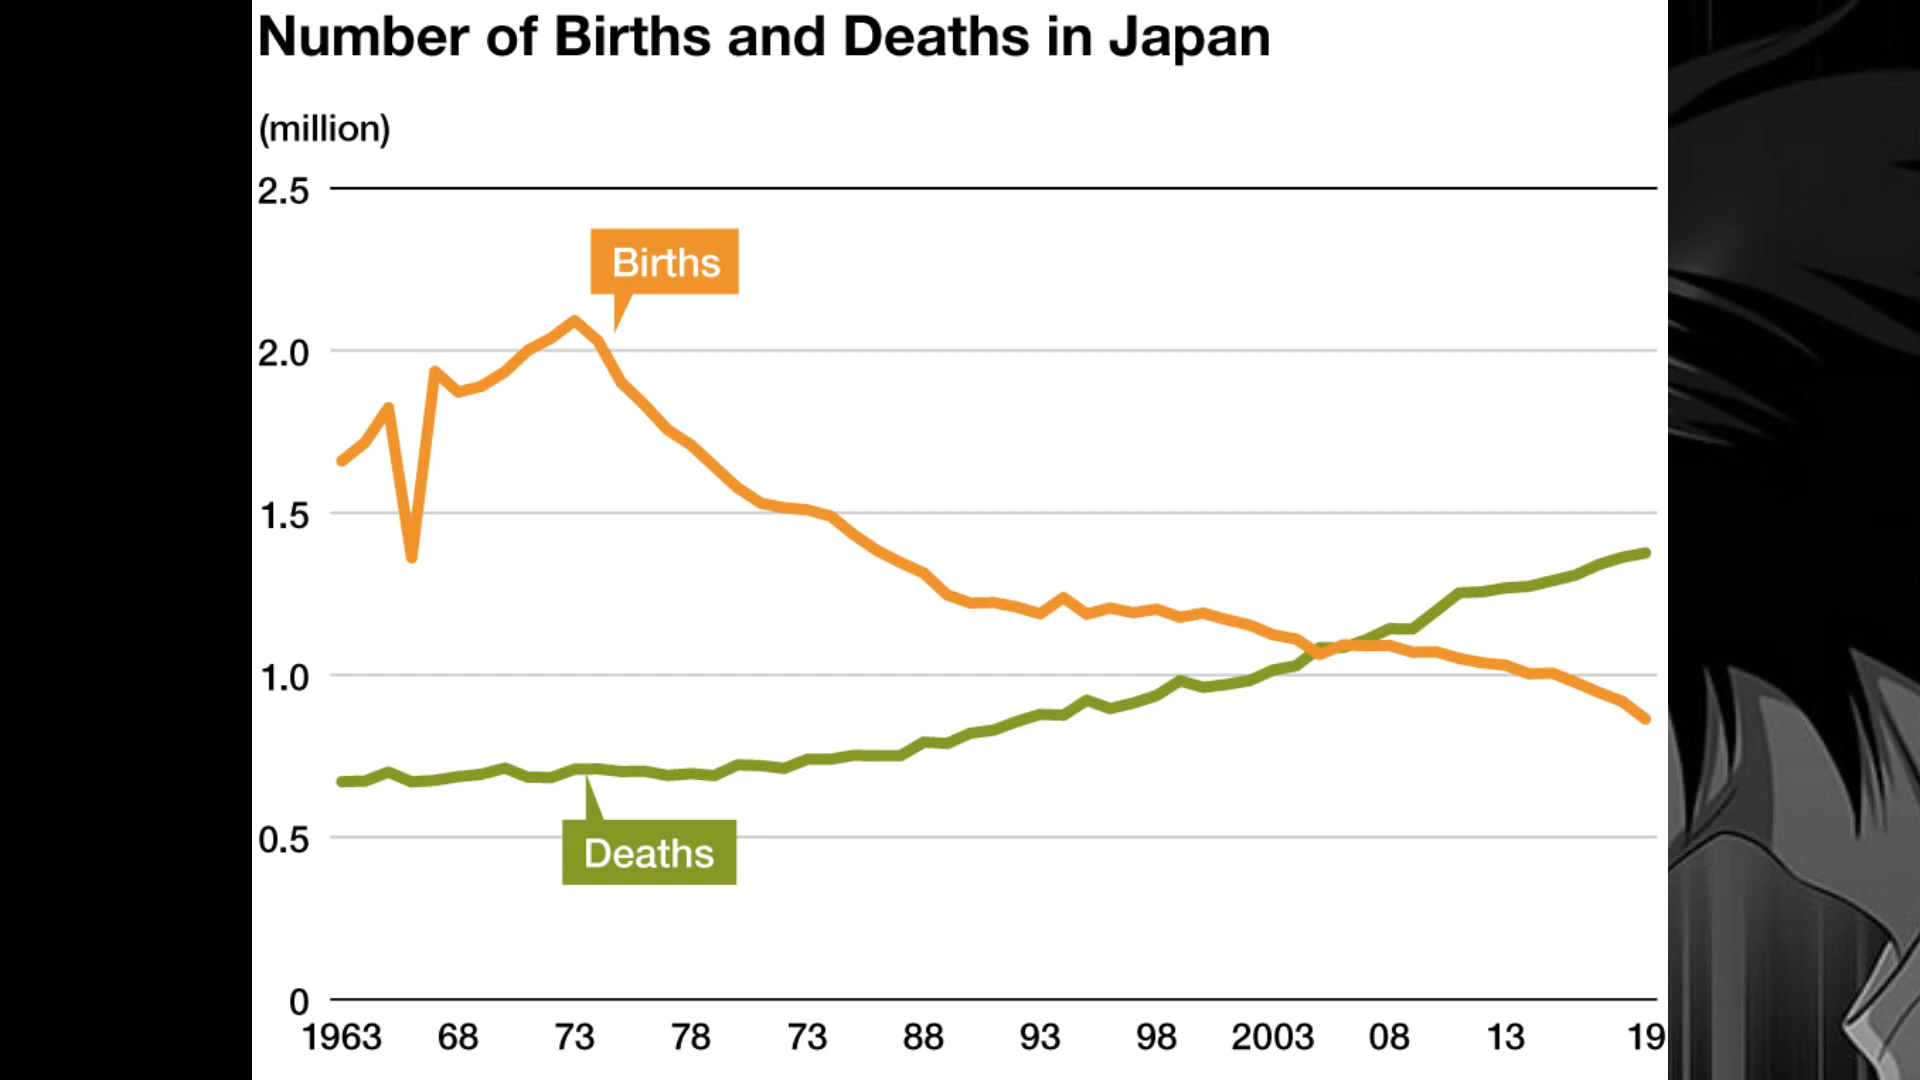 Number of Births and Deaths in Japan
(million)
2.5
Births
2.0
1.5
1.0
0.5
Deaths
0
1963 68 73 78 73 88 93 98 2003 08 13 19